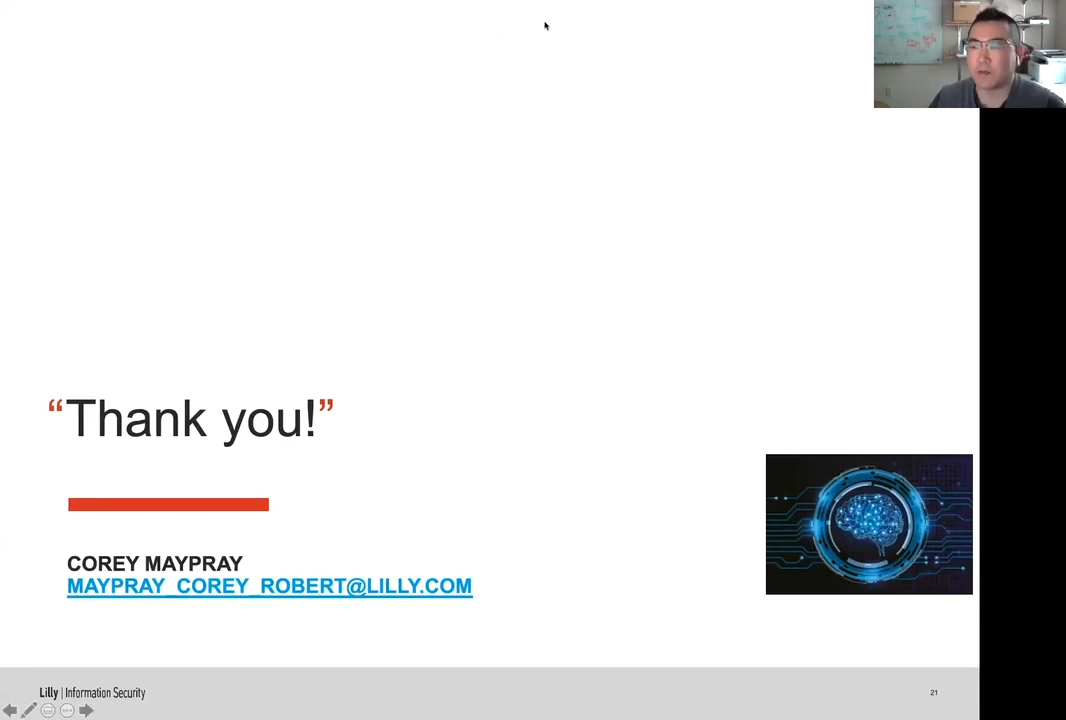 “Thank you!”
COREY MAYPRAY
MAYPRAY_COREY_ROBERT@LILLY.COM
Lilly | Information Security
21